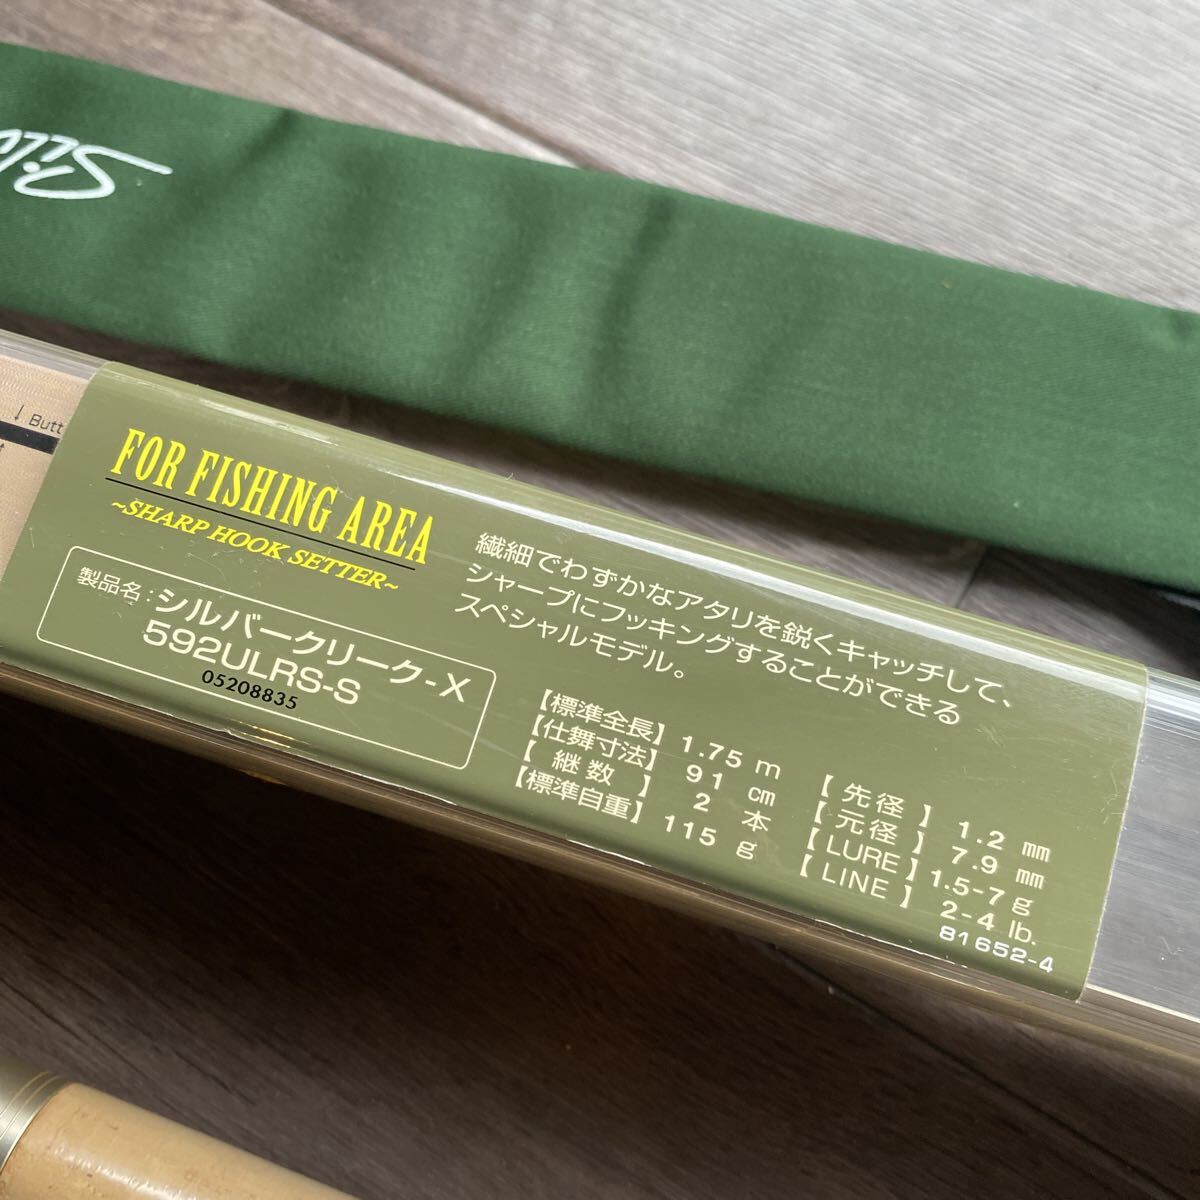 ↓ Butt
FOR FISHING AREA
~SHARP HOOK SETTER~
製品名：シルバークリーク-X
592ULRS-S
05208835
繊細でわずかなアタリを鋭くキャッチして、
シャープにフッキングすることができる
スペシャルモデル。
【標準全長】 1.75 m
【仕舞寸法】 91 cm
【継数】 2 本
【標準自重】 115 g
【先径】 1.2 mm
【元径】 7.9 mm
【LURE】 1.5-7 g
【LINE】 2-4 lb.
81652-4